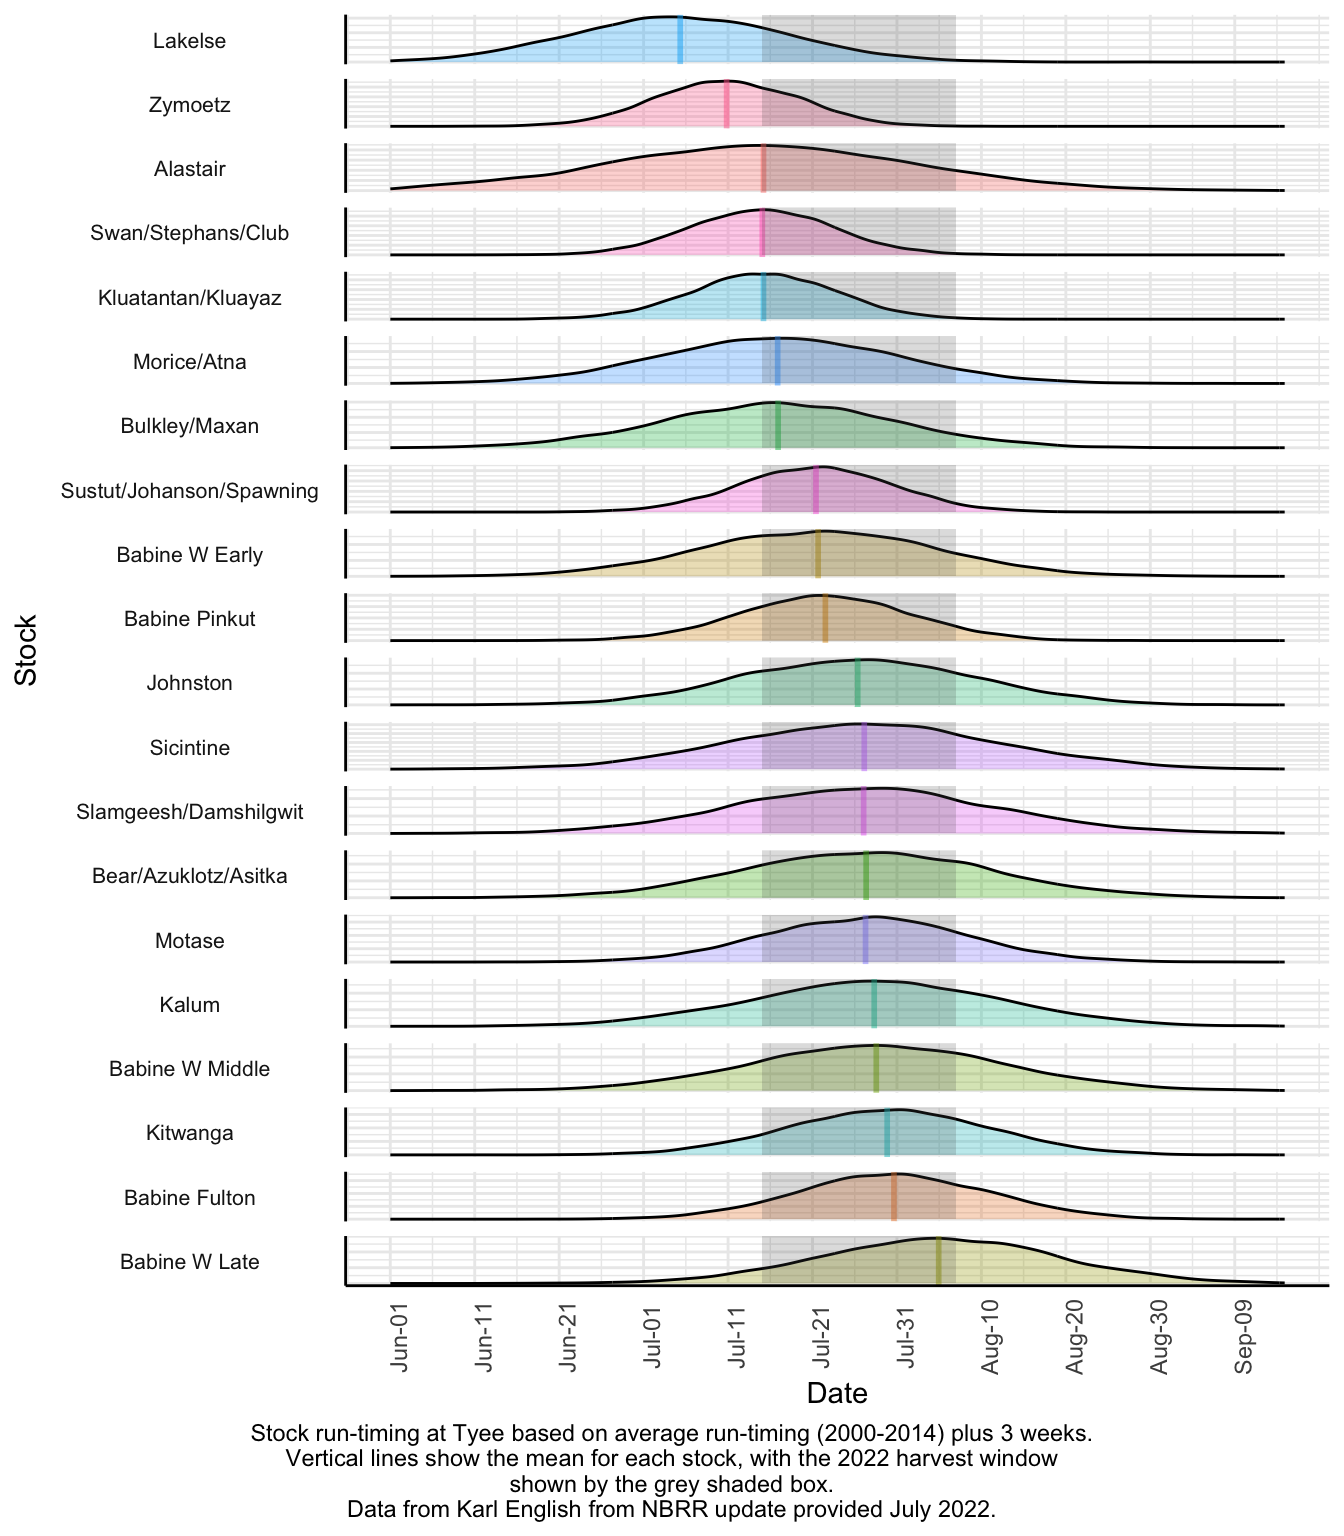 Lakelse
Zymoetz
Alastair
Swan/Stephans/Club
Kluatantan/Kluayaz
Morice/Atna
Bulkley/Maxan
Sustut/Johanson/Spawning
Babine W Early
Babine Pinkut
Johnston
Sicintine
Slamgeesh/Damshilgwit
Bear/Azuklotz/Asitka
Motase
Kalum
Babine W Middle
Kitwanga
Babine Fulton
Babine W Late
Stock
Jun-01
Jun-11
Jun-21
Jul-01
Jul-11
Jul-21
Jul-31
Aug-10
Aug-20
Aug-30
Sep-09
Date
Stock run-timing at Tyee based on average run-timing (2000-2014) plus 3 weeks.
Vertical lines show the mean for each stock, with the 2022 harvest window
shown by the grey shaded box.
Data from Karl English from NBRR update provided July 2022.